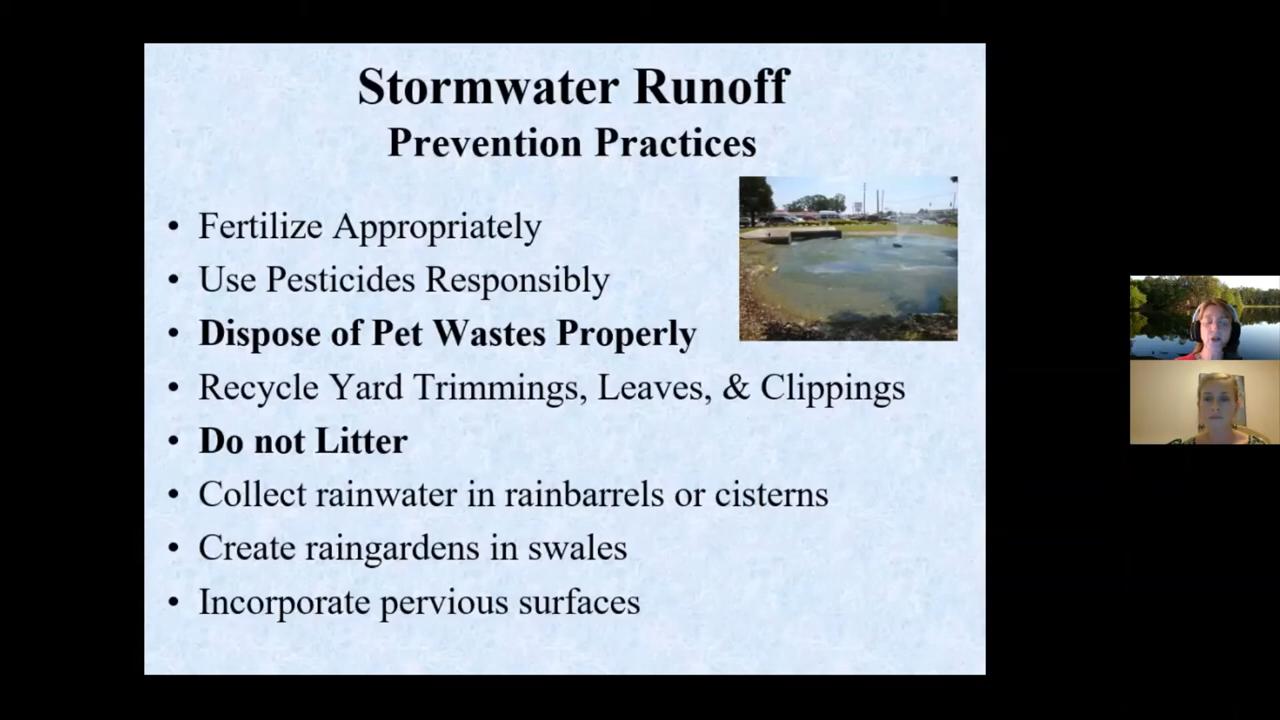 Stormwater Runoff
Prevention Practices
• Fertilize Appropriately
• Use Pesticides Responsibly
• Dispose of Pet Wastes Properly
• Recycle Yard Trimmings, Leaves, & Clippings
• Do not Litter
• Collect rainwater in rainbarrels or cisterns
• Create raingardens in swales
• Incorporate pervious surfaces